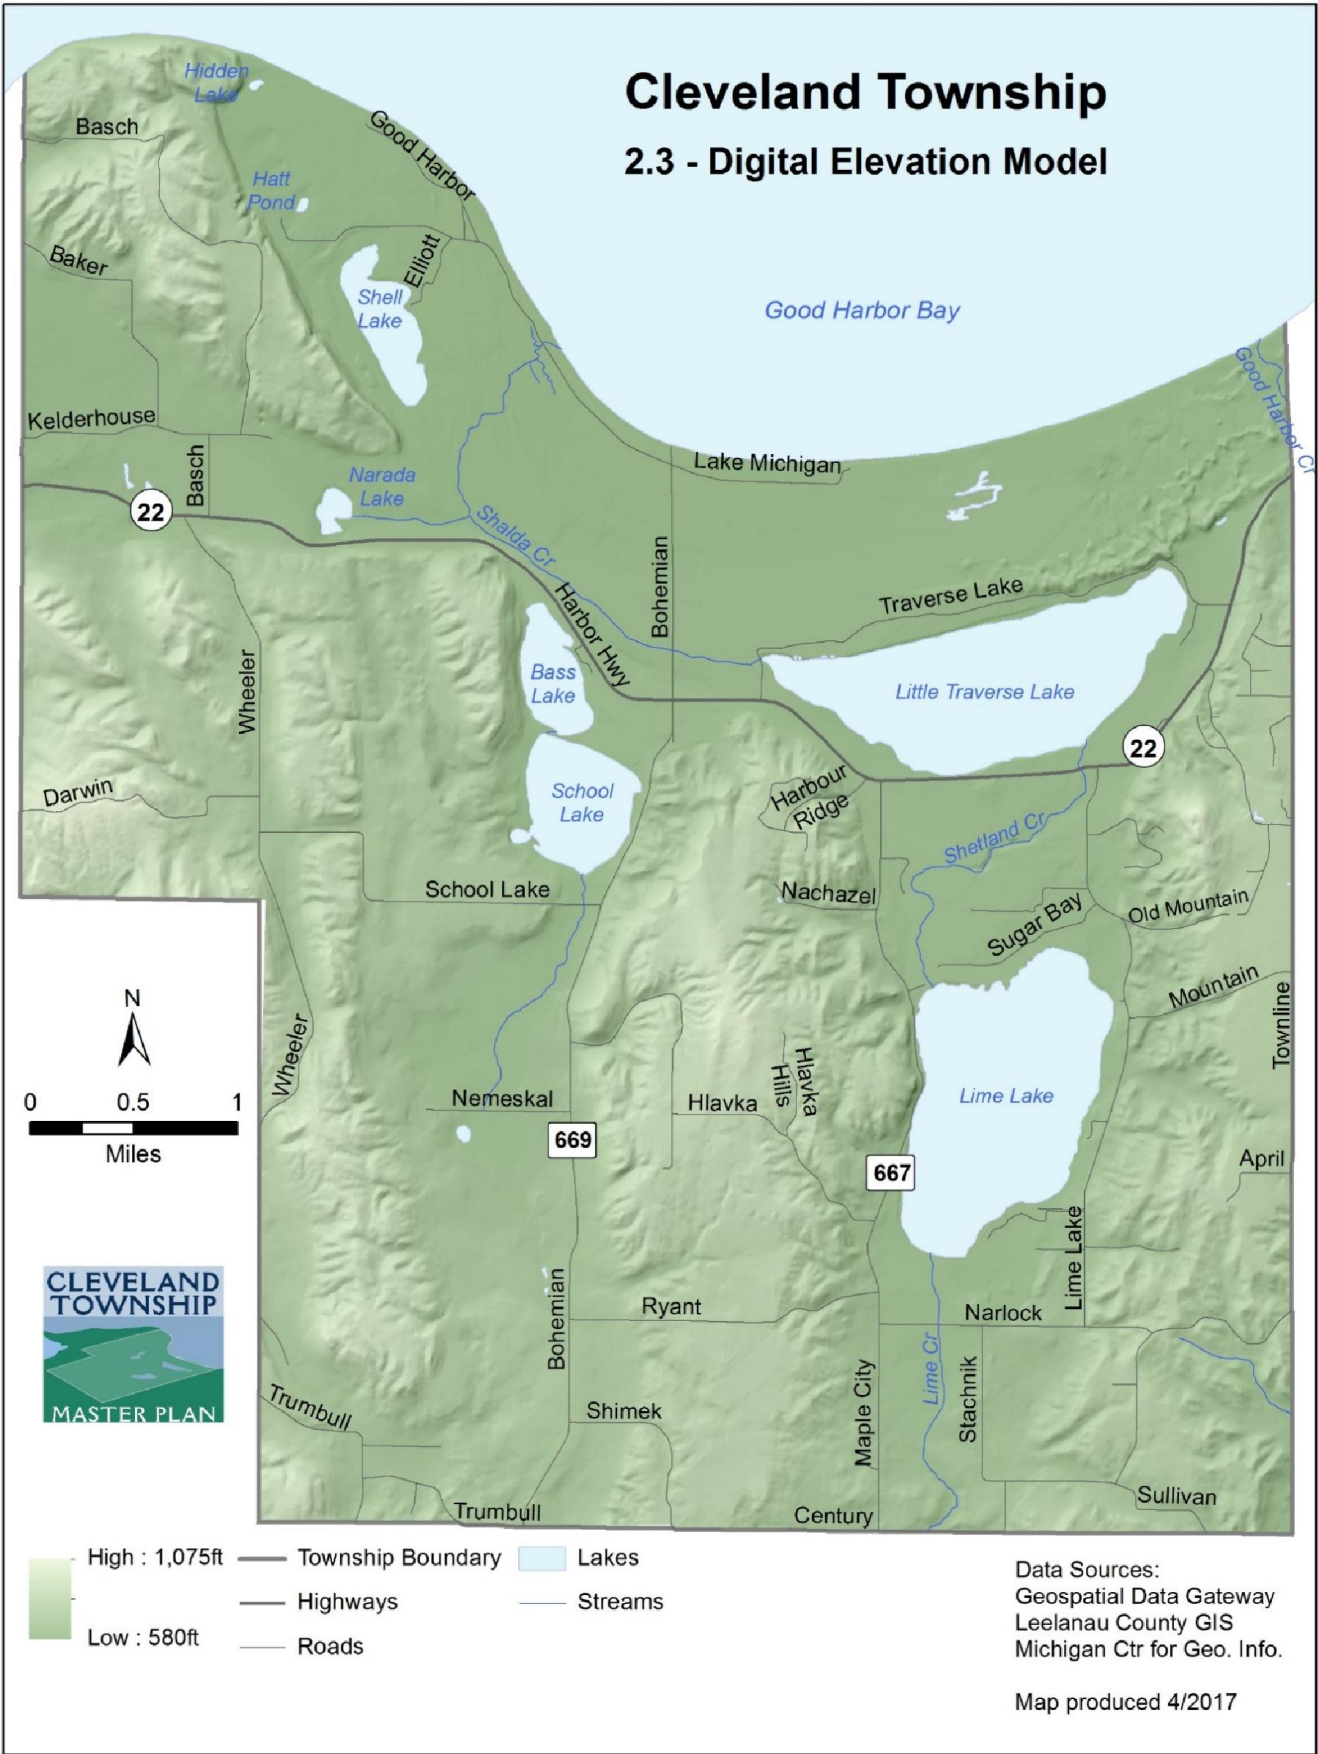 Cleveland Township
2.3 - Digital Elevation Model
Hidden
Lake
Basch
Good Harbor
Hatt
Pond
Baker
Elliott
Shell
Lake
Good Harbor Bay
Good Harbor Cr
Kelderhouse
Basch
Narada
Lake
Lake Michigan
22
Shalda Cr
Bohemian
Harbor Hwy
Traverse Lake
Wheeler
Bass
Lake
Little Traverse Lake
22
Darwin
School
Lake
Harbour
Ridge
Shetland Cr
School Lake
Nachazel
Sugar Bay
Old Mountain
Mountain
Townline
N
0 0.5 1
Miles
Wheeler
Nemeskal
Hlavka
Hlavka
Hills
Lime Lake
669
667
April
Lime Lake
CLEVELAND
TOWNSHIP
MASTER PLAN
Bohemian
Ryant
Narlock
Lime Cr
Maple City
Stachnik
Trumbull
Shimek
Trumbull
Century
Sullivan
High : 1,075ft
Low : 580ft
Township Boundary
Highways
Roads
Lakes
Streams
Data Sources:
Geospatial Data Gateway
Leelanau County GIS
Michigan Ctr for Geo. Info.
Map produced 4/2017